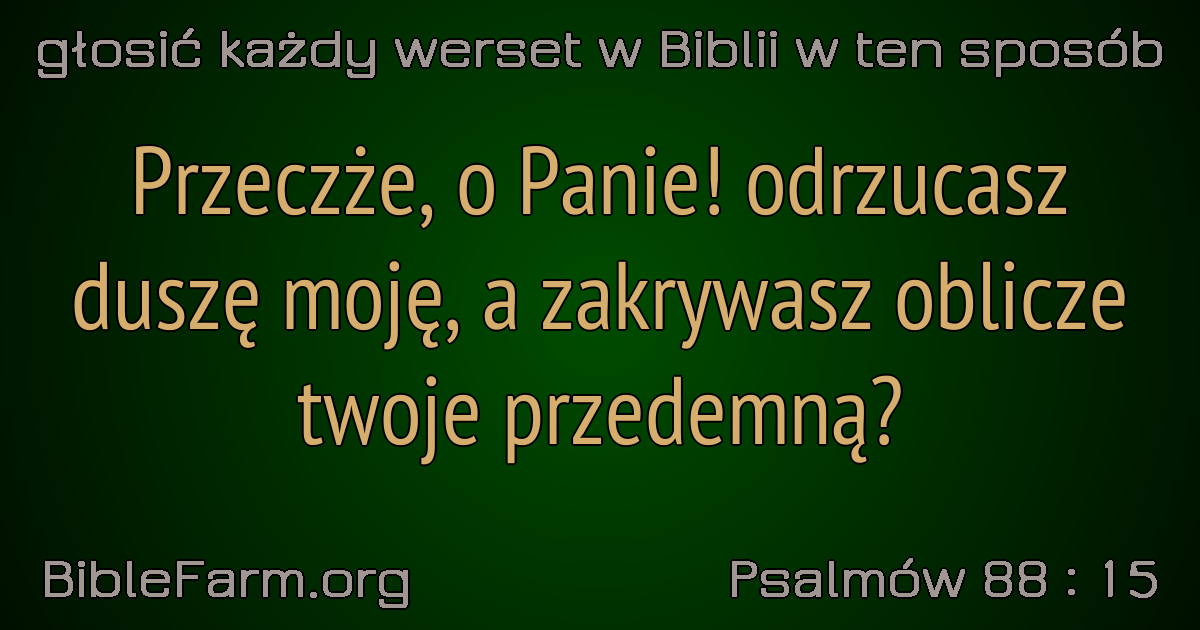 głosić każdy werset w Biblii w ten sposób
Przeczże, o Panie! odrzucasz
duszę moję, a zakrywasz oblicze
twoje przedemną?
BibleFarm.org
Psalmów 88 : 15